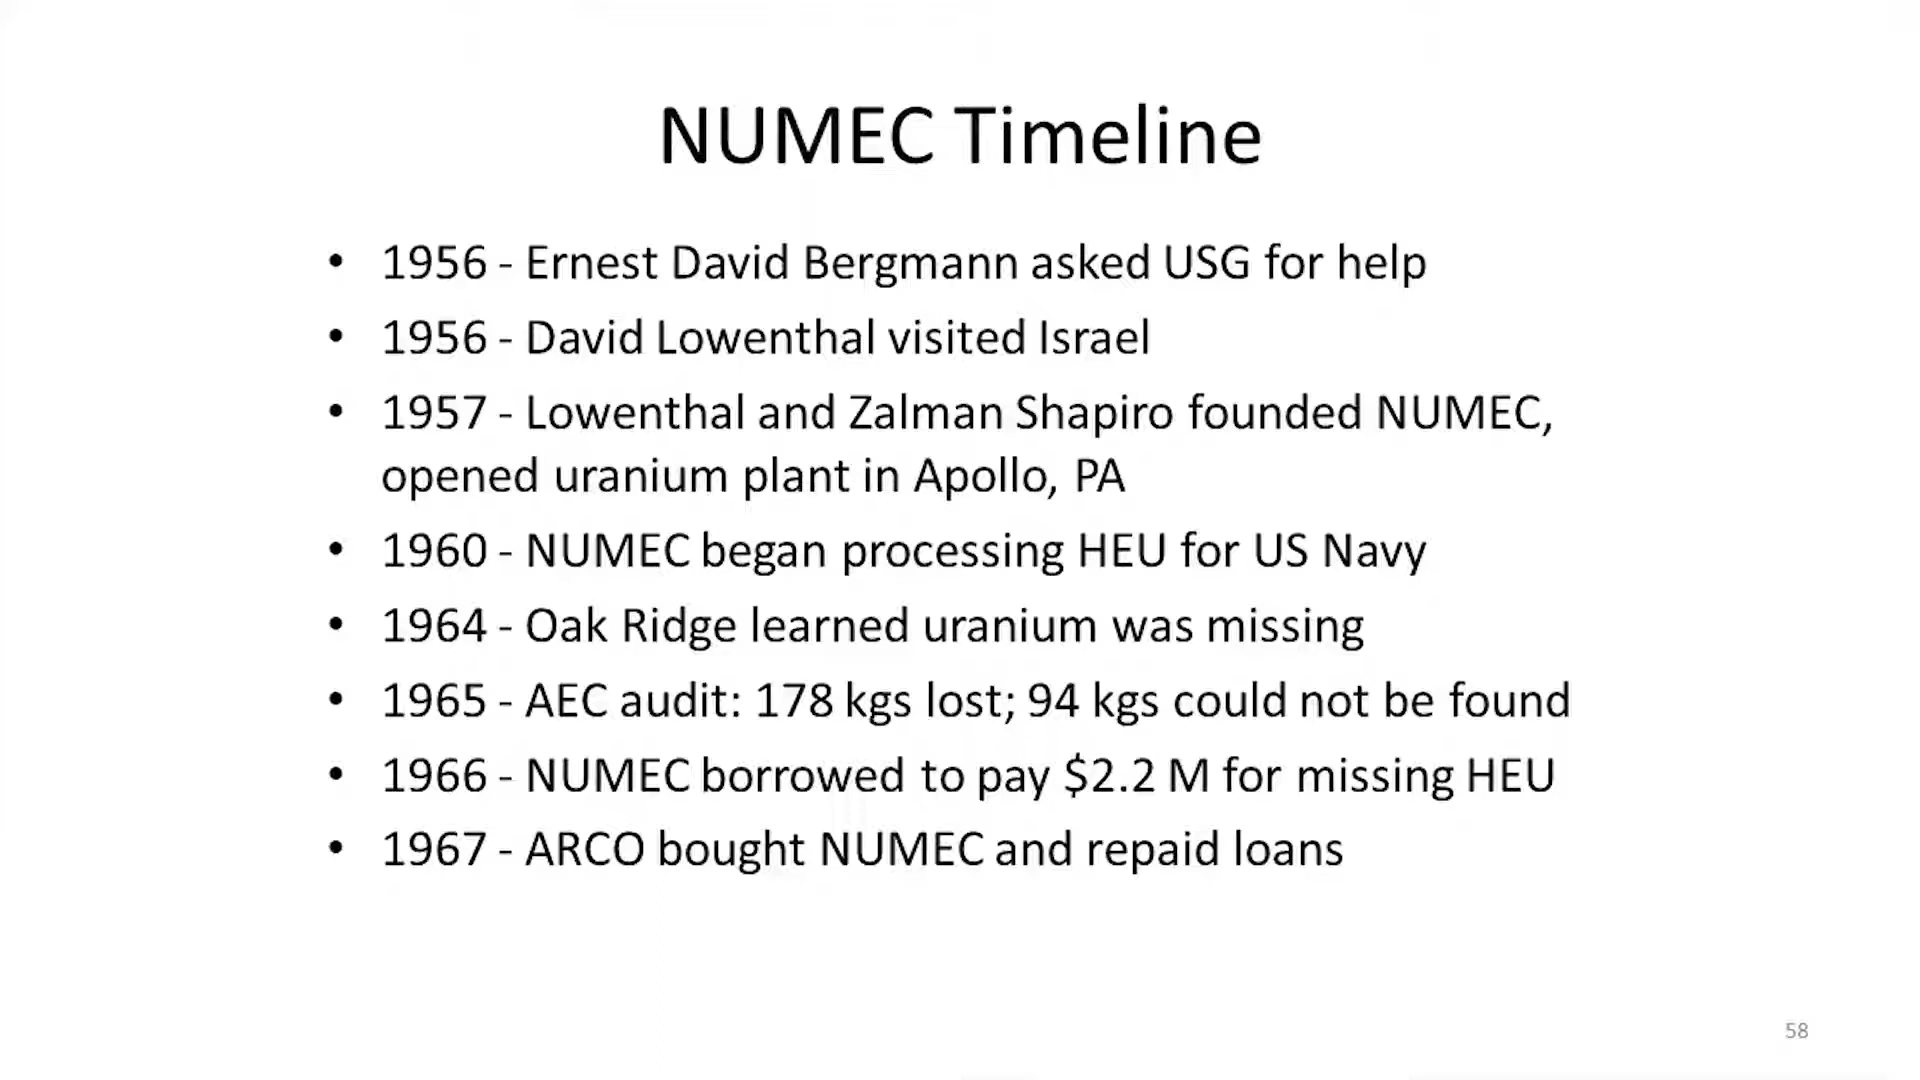 NUMEC Timeline
• 1956 - Ernest David Bergmann asked USG for help
• 1956 - David Lowenthal visited Israel
• 1957 - Lowenthal and Zalman Shapiro founded NUMEC,
opened uranium plant in Apollo, PA
• 1960 - NUMEC began processing HEU for US Navy
• 1964 - Oak Ridge learned uranium was missing
• 1965 - AEC audit: 178 kgs lost; 94 kgs could not be found
• 1966 - NUMEC borrowed to pay $2.2 M for missing HEU
• 1967 - ARCO bought NUMEC and repaid loans
58